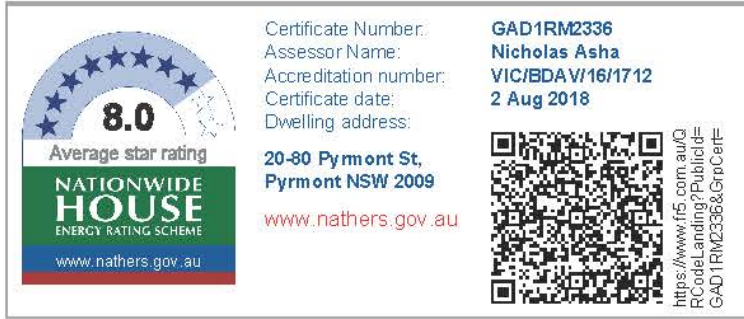 8.0
Average star rating
NATIONWIDE
HOUSE
ENERGY RATING SCHEME
www.nathers.gov.au
Certificate Number: GAD1RM2336
Assessor Name: Nicholas Asha
Accreditation number: VIC/BDAV/16/1712
Certificate date: 2 Aug 2018
Dwelling address:
20-80 Pyrmont St,
Pyrmont NSW 2009
www.nathers.gov.au
https://www.fr5.com.au/Q
RCodeLanding?PublicId=
GAD1RM2336&GrpCert=